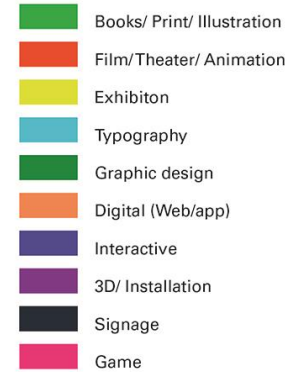 Books/ Print/ Illustration
Film/Theater/ Animation
Exhibiton
Typography
Graphic design
Digital (Web/app)
Interactive
3D/ Installation
Signage
Game